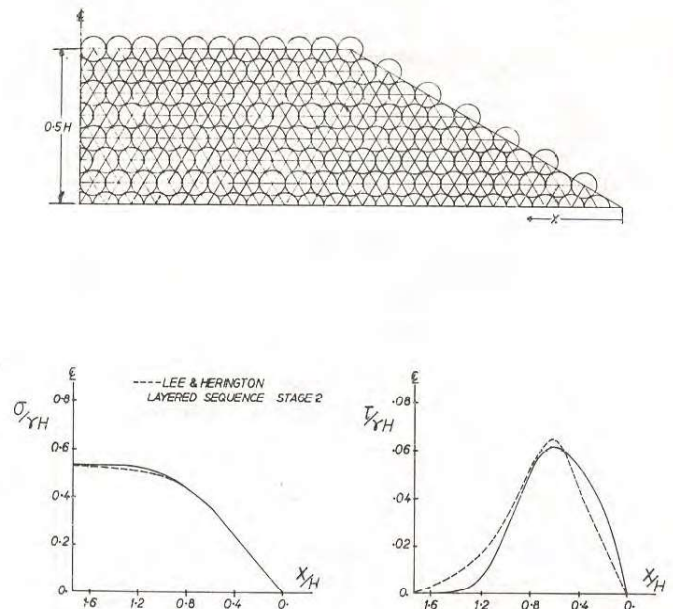 ℄
0·5H
X
℄
0·8
0·6
0·4
0·2
0·
σ/γH
----LEE & HERINGTON
LAYERED SEQUENCE STAGE 2
1·6 1·2 0·8 0·4 0·
X/H
℄
·08
·06
·04
·02
0·
τ/γH
1·6 1·2 0·8 0·4 0·
X/H